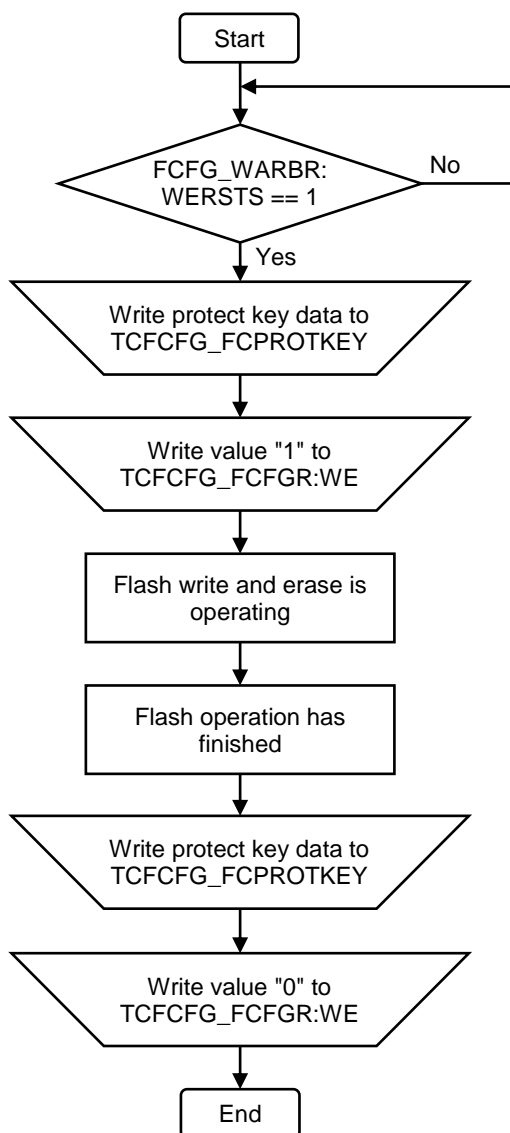 Start
FCFG_WARBR:
WERSTS == 1
No
Yes
Write protect key data to
TCFCFG_FCPROTKEY
Write value "1" to
TCFCFG_FCFGR:WE
Flash write and erase is
operating
Flash operation has
finished
Write protect key data to
TCFCFG_FCPROTKEY
Write value "0" to
TCFCFG_FCFGR:WE
End